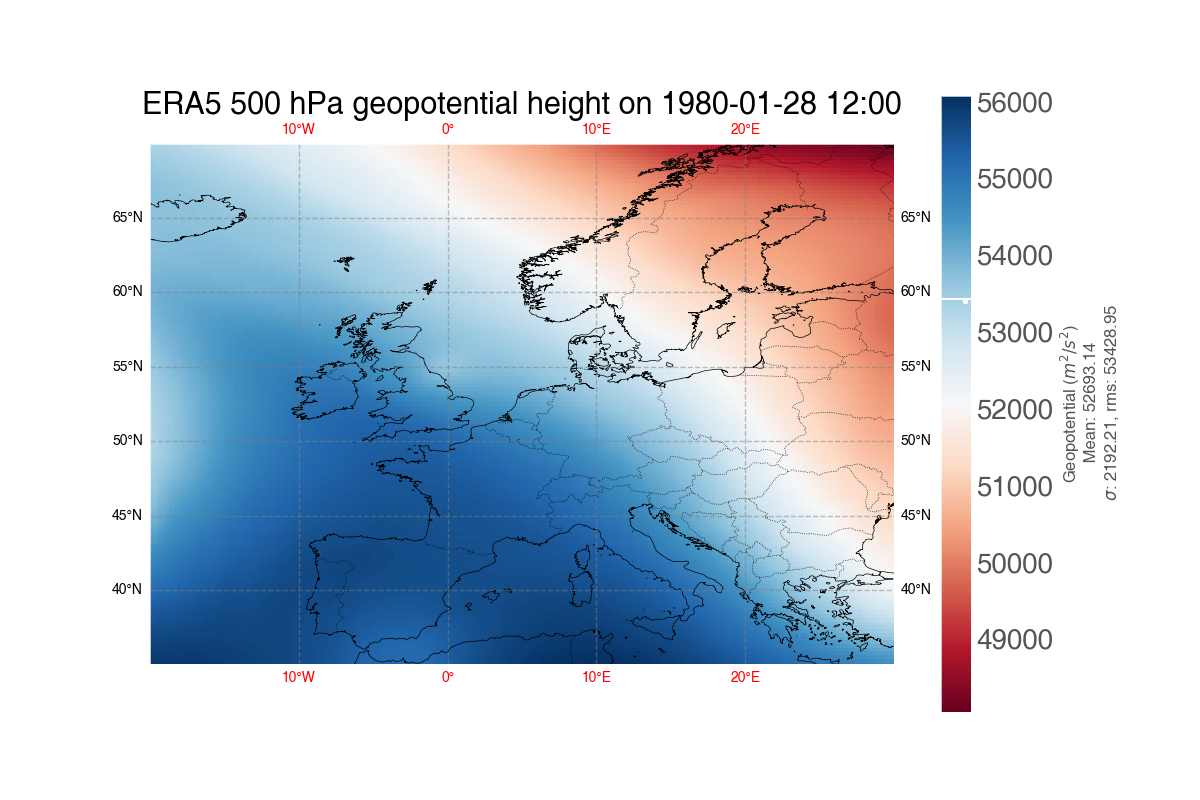 ERA5 500 hPa geopotential height on 1980-01-28 12:00
10°W 0° 10°E 20°E
65°N 65°N
60°N 60°N
55°N 55°N
50°N 50°N
45°N 45°N
40°N 40°N
10°W 0° 10°E 20°E
56000
55000
54000
53000
52000
51000
50000
49000
Geopotential (m²/s²)
Mean: 52693.14
σ: 2192.21, rms: 53428.95